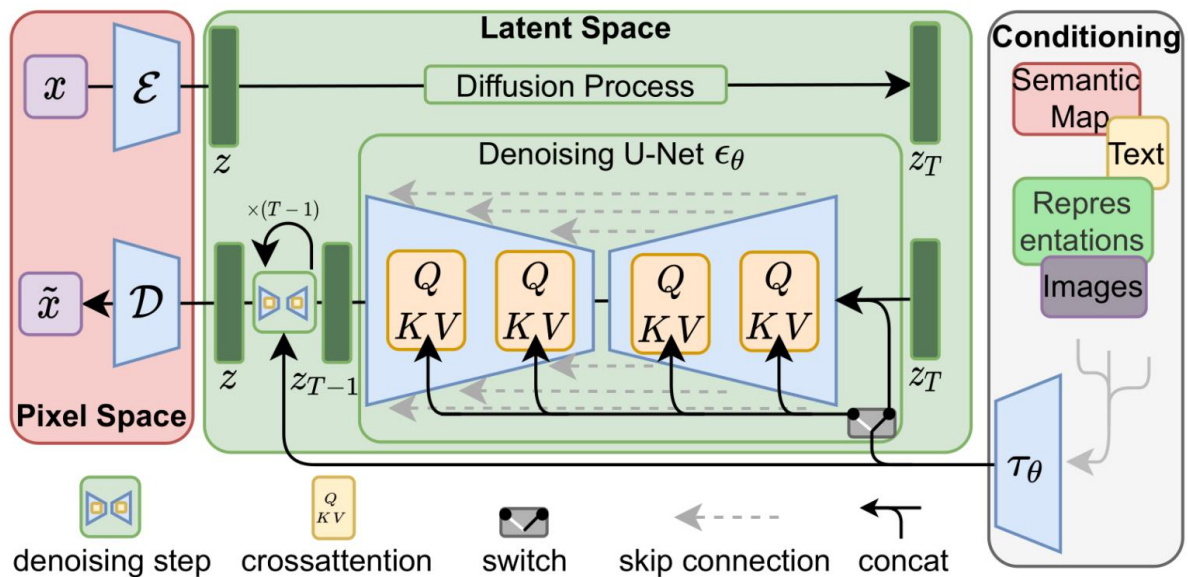 Latent Space
Conditioning
x
ℰ
Diffusion Process
z
z_T
Semantic
Map
Text
Repres
entations
Images
Denoising U-Net ϵ_θ
×(T − 1)
x̃
𝒟
Q
K V
Q
K V
Q
K V
Q
K V
z
z_{T−1}
z_T
Pixel Space
τ_θ
Q
K V
denoising step
crossattention
switch
skip connection
concat